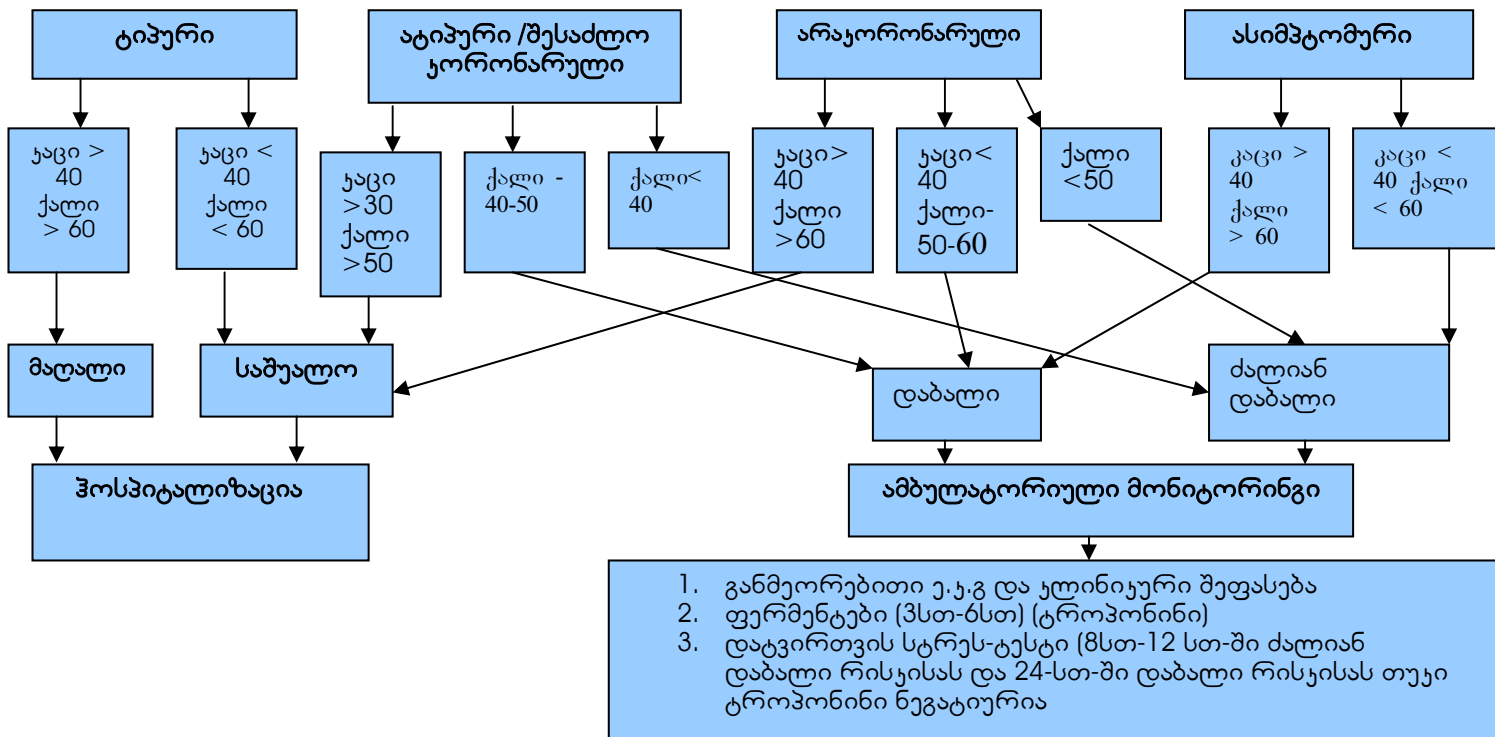 ტიპური
ატიპური /შესაძლო
კორონარული
არაკორონარული
ასიმპტომური
კაცი >
40
ქალი
> 60
კაცი <
40
ქალი
< 60
კაცი
>30
ქალი
>50
ქალი -
40-50
ქალი<
40
კაცი>
40
ქალი
>60
კაცი<
40
ქალი-
50-60
ქალი
<50
კაცი >
40
ქალი
> 60
კაცი <
40 ქალი
< 60
მაღალი
საშუალო
დაბალი
ძალიან
დაბალი
ჰოსპიტალიზაცია
ამბულატორიული მონიტორინგი
1. განმეორებითი ე.კ.გ და კლინიკური შეფასება
2. ფერმენტები (3სთ-6სთ) (ტროპონინი)
3. დატვირთვის სტრეს-ტესტი (8სთ-12 სთ-ში ძალიან
დაბალი რისკისას და 24-სთ-ში დაბალი რისკისას თუკი
ტროპონინი ნეგატიურია